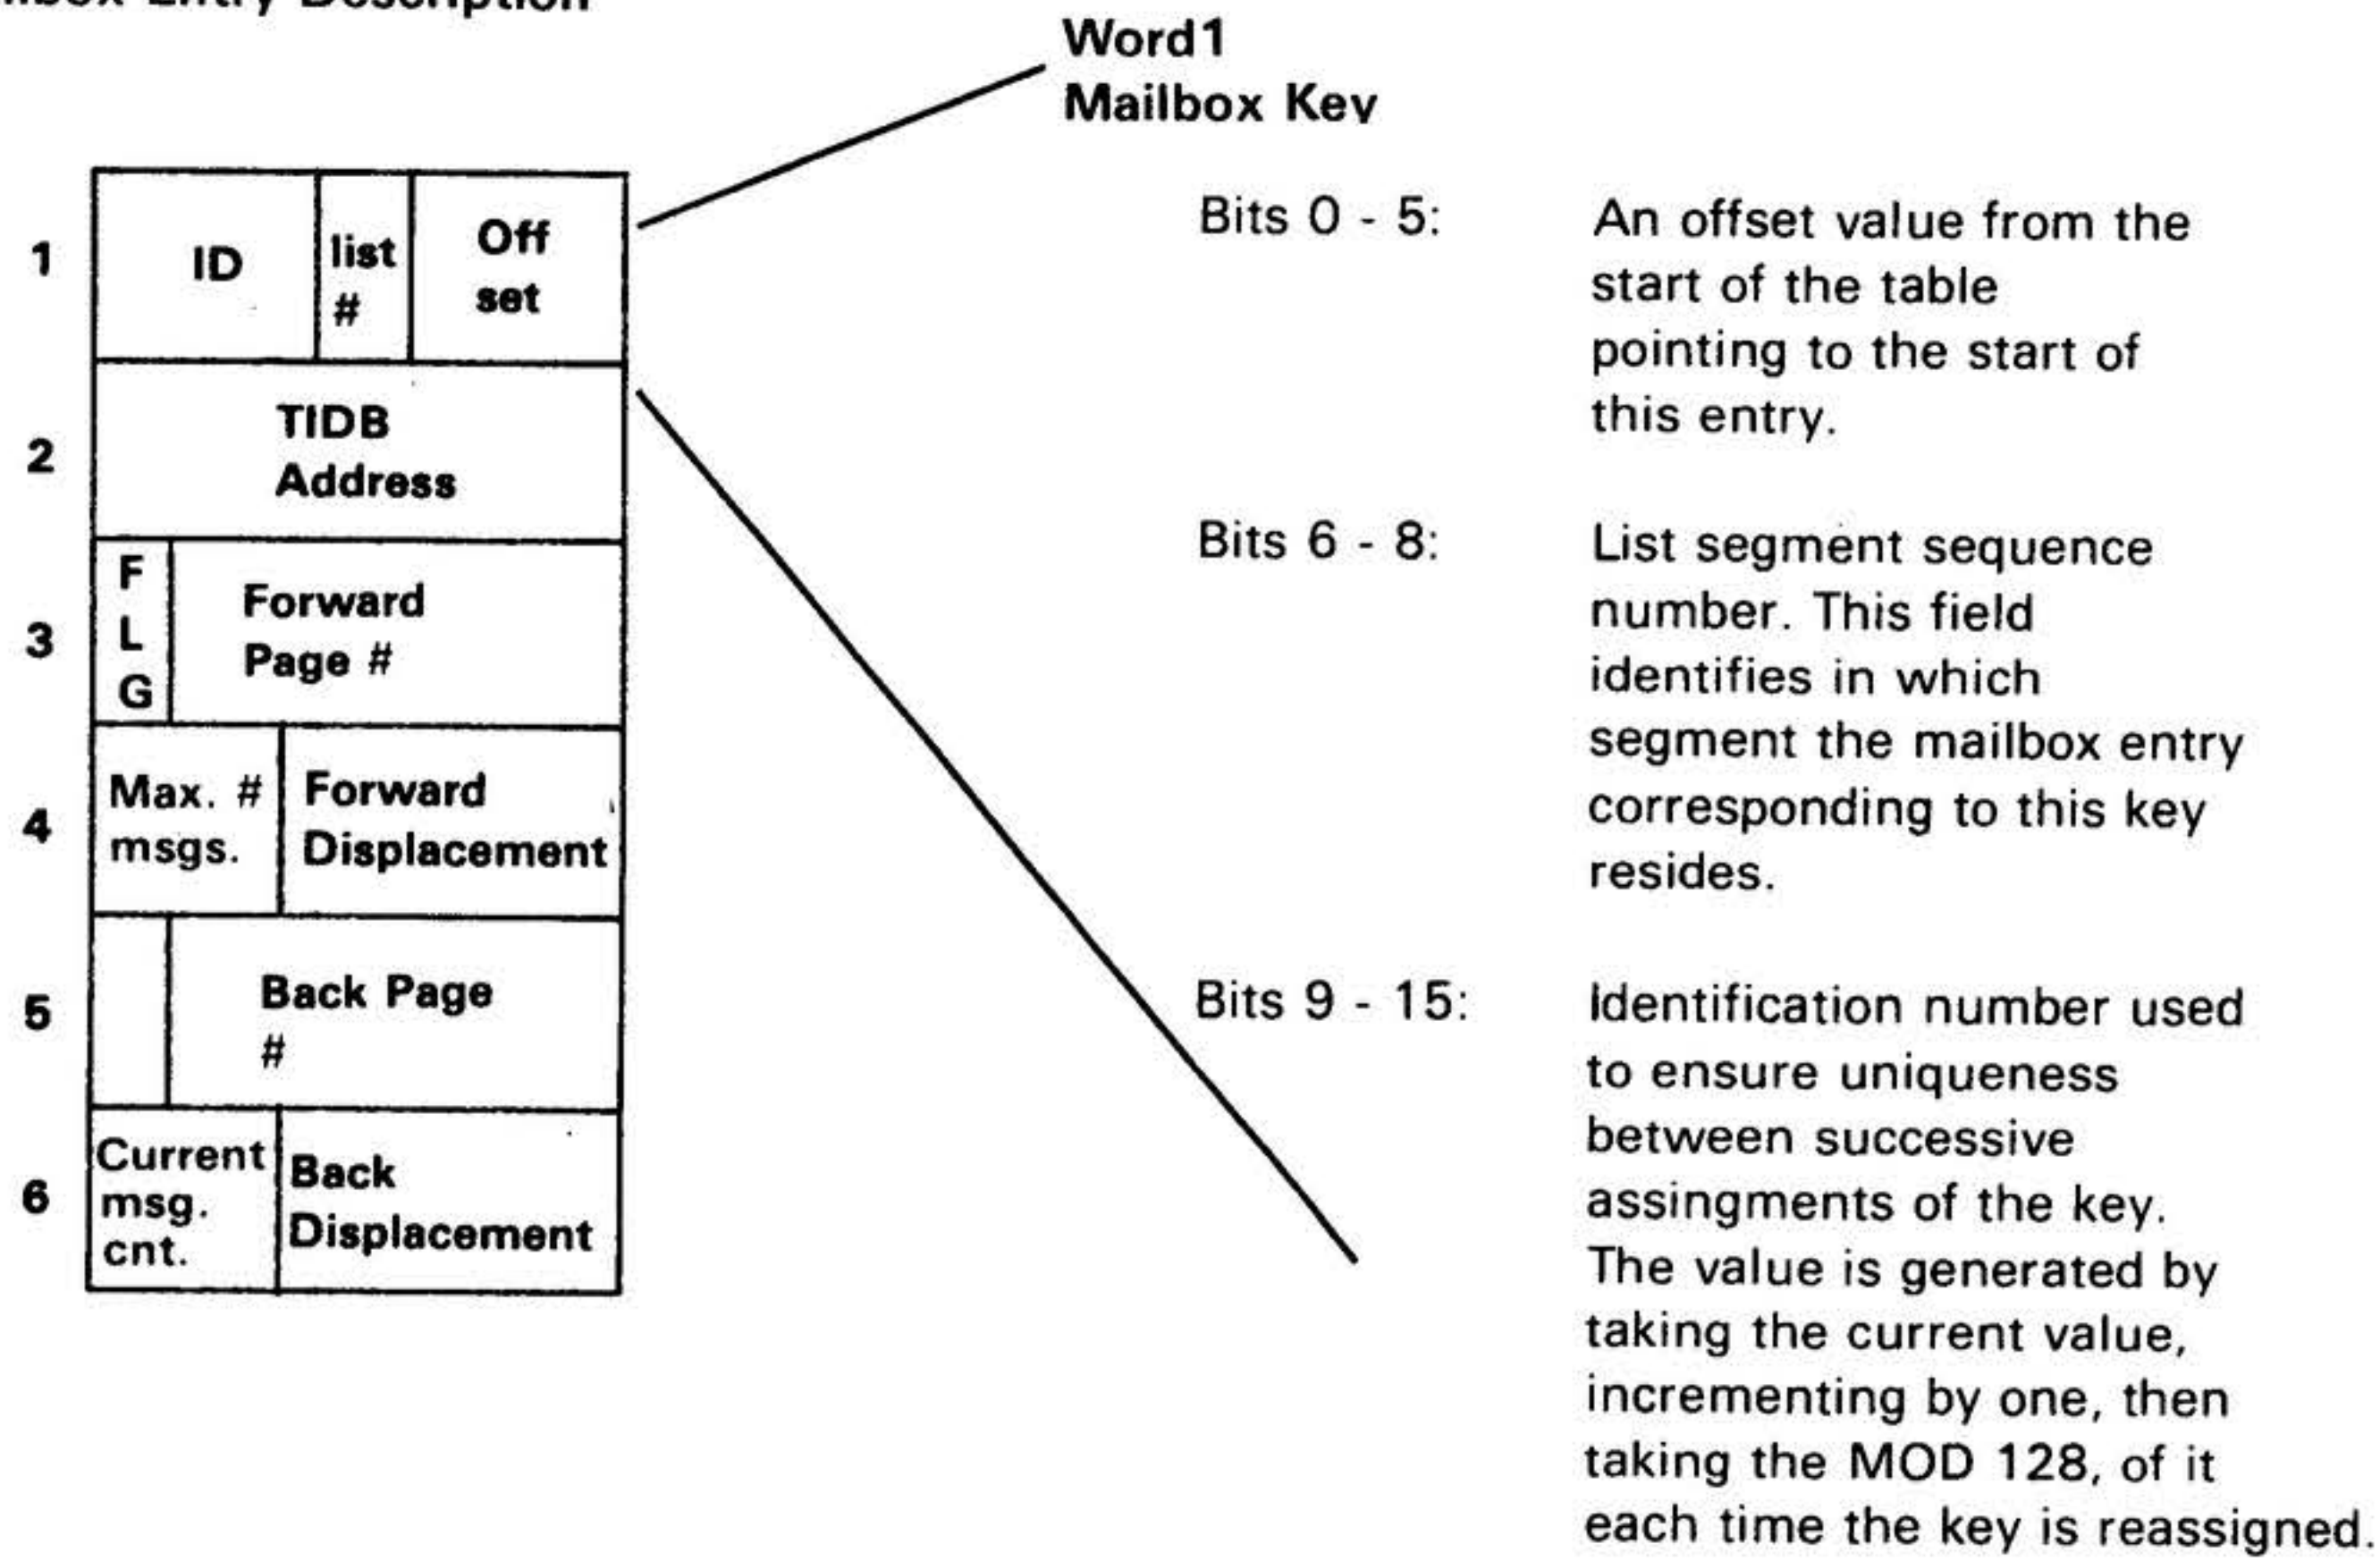 Entry Description
Word1
Mailbox Key
1
ID
list
#
Off
set
2
TIDB
Address
3
F
L
G
Forward
Page #
4
Max. #
msgs.
Forward
Displacement
5
Back Page
#
6
Current
msg.
cnt.
Back
Displacement
Bits 0 - 5:
An offset value from the
start of the table
pointing to the start of
this entry.
Bits 6 - 8:
List segment sequence
number. This field
identifies in which
segment the mailbox entry
corresponding to this key
resides.
Bits 9 - 15:
Identification number used
to ensure uniqueness
between successive
assingments of the key.
The value is generated by
taking the current value,
incrementing by one, then
taking the MOD 128, of it
each time the key is reassigned.